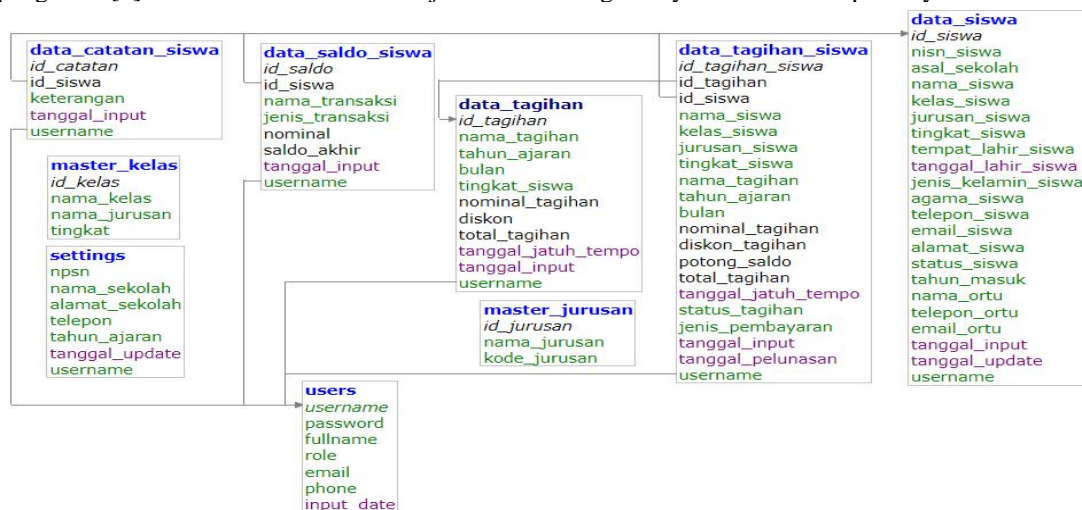 data_catatan_siswa
id_catatan
id_siswa
keterangan
tanggal_input
username
master_kelas
id_kelas
nama_kelas
nama_jurusan
tingkat
settings
npsn
nama_sekolah
alamat_sekolah
telepon
tahun_ajaran
tanggal_update
username
data_saldo_siswa
id_saldo
id_siswa
nama_transaksi
jenis_transaksi
nominal
saldo_akhir
tanggal_input
username
users
username
password
fullname
role
email
phone
input_date
data_tagihan
id_tagihan
nama_tagihan
tahun_ajaran
bulan
tingkat_siswa
nominal_tagihan
diskon
total_tagihan
tanggal_jatuh_tempo
tanggal_input
username
master_jurusan
id_jurusan
nama_jurusan
kode_jurusan
data_tagihan_siswa
id_tagihan_siswa
id_tagihan
id_siswa
nama_siswa
kelas_siswa
jurusan_siswa
tingkat_siswa
nama_tagihan
tahun_ajaran
bulan
nominal_tagihan
diskon_tagihan
potong_saldo
total_tagihan
tanggal_jatuh_tempo
status_tagihan
jenis_pembayaran
tanggal_input
tanggal_pelunasan
username
data_siswa
id_siswa
nisn_siswa
asal_sekolah
nama_siswa
kelas_siswa
jurusan_siswa
tingkat_siswa
tempat_lahir_siswa
tanggal_lahir_siswa
jenis_kelamin_siswa
agama_siswa
telepon_siswa
email_siswa
alamat_siswa
status_siswa
tahun_masuk
nama_ortu
telepon_ortu
email_ortu
tanggal_input
tanggal_update
username